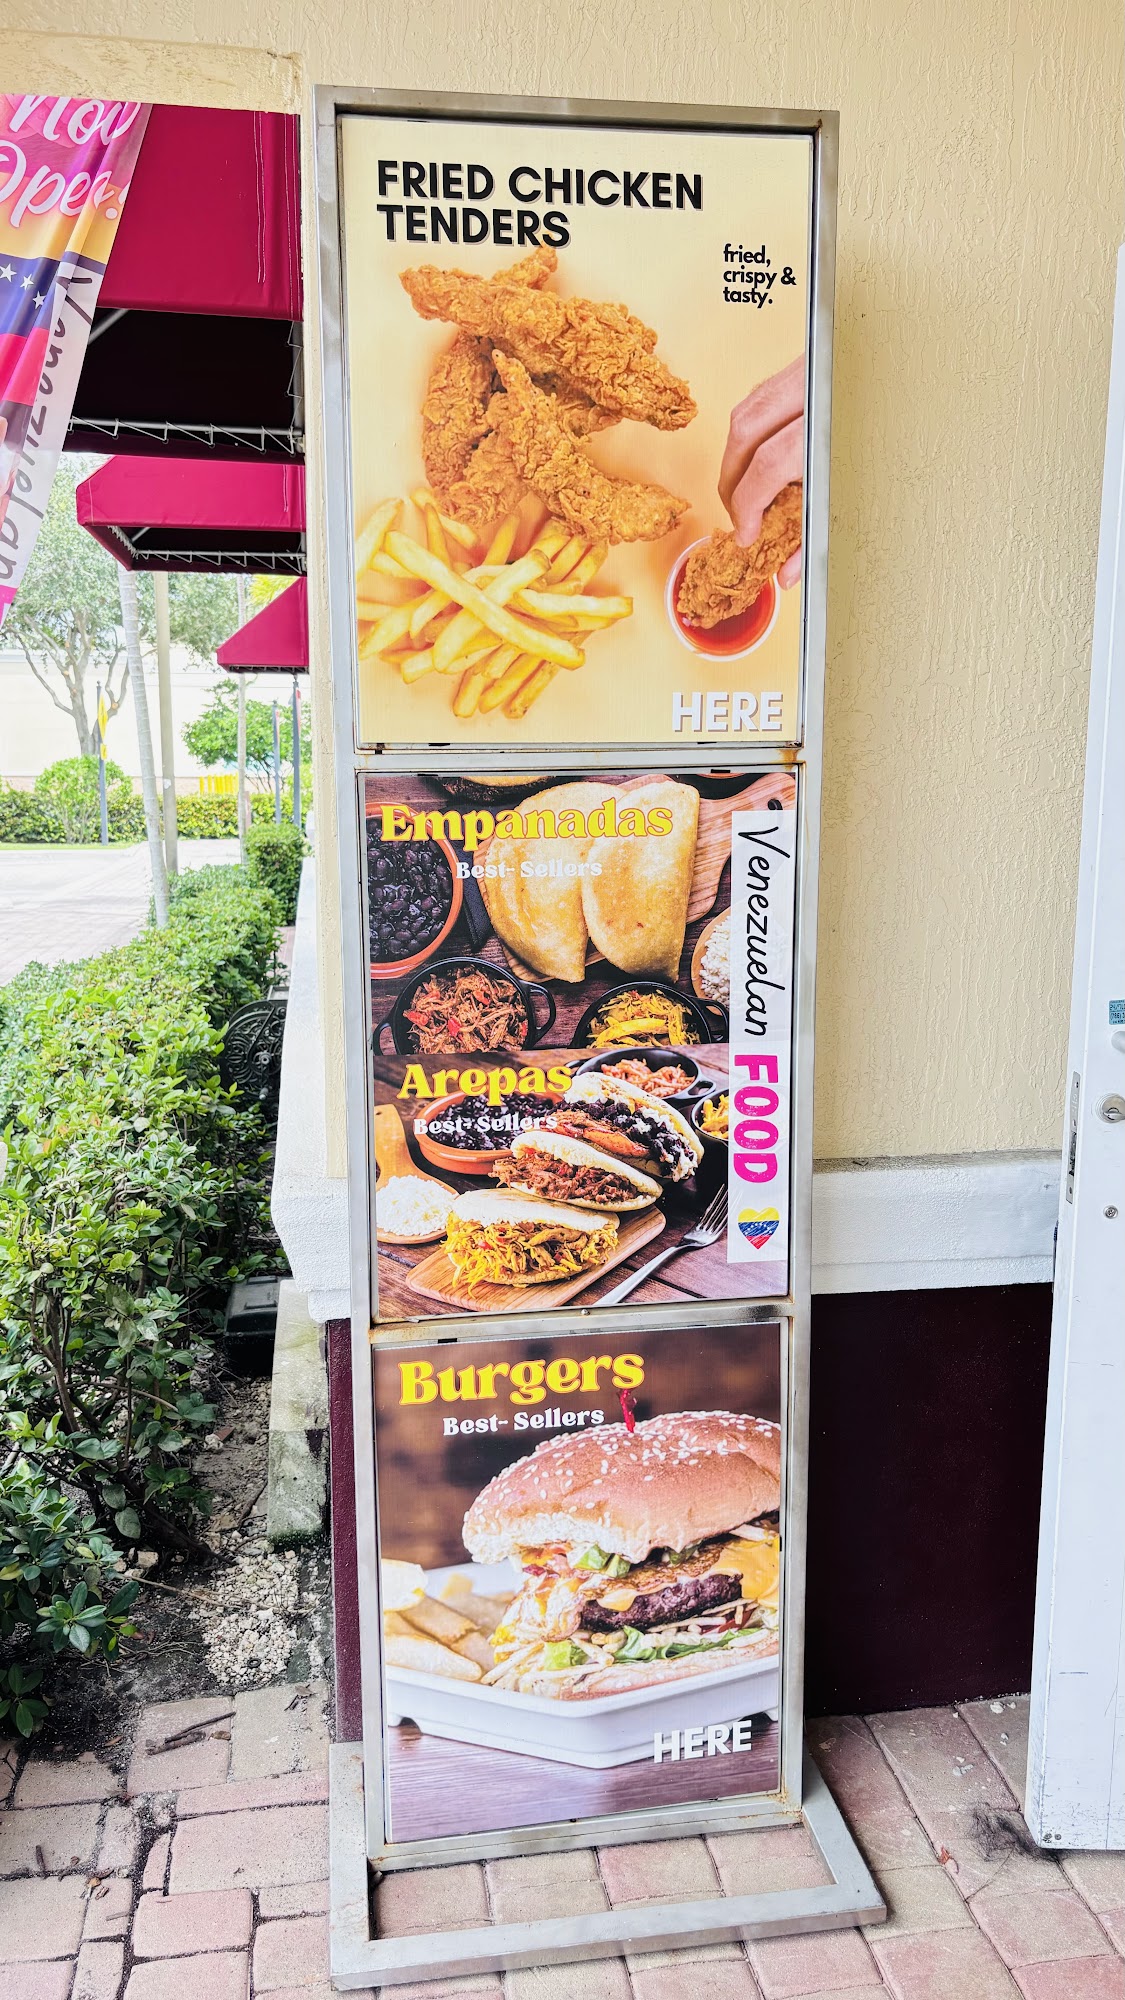 Now
Open!
Venezuelan
FRIED CHICKEN
TENDERS
fried,
crispy &
tasty.
HERE
Empanadas
Best- Sellers
Arepas
Best- Sellers
Venezuelan FOOD
Burgers
Best- Sellers
HERE